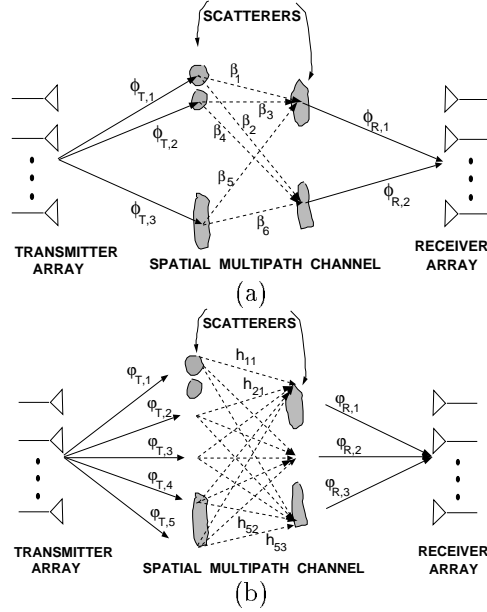 SCATTERERS
ϕT,1
ϕT,2
ϕT,3
β1
β3
β2
β4
β5
β6
ϕR,1
ϕR,2
TRANSMITTER
ARRAY
SPATIAL MULTIPATH CHANNEL
RECEIVER
ARRAY
(a)
SCATTERERS
φT,1
φT,2
φT,3
φT,4
φT,5
h11
h21
h52
h53
φR,1
φR,2
φR,3
TRANSMITTER
ARRAY
SPATIAL MULTIPATH CHANNEL
RECEIVER
ARRAY
(b)